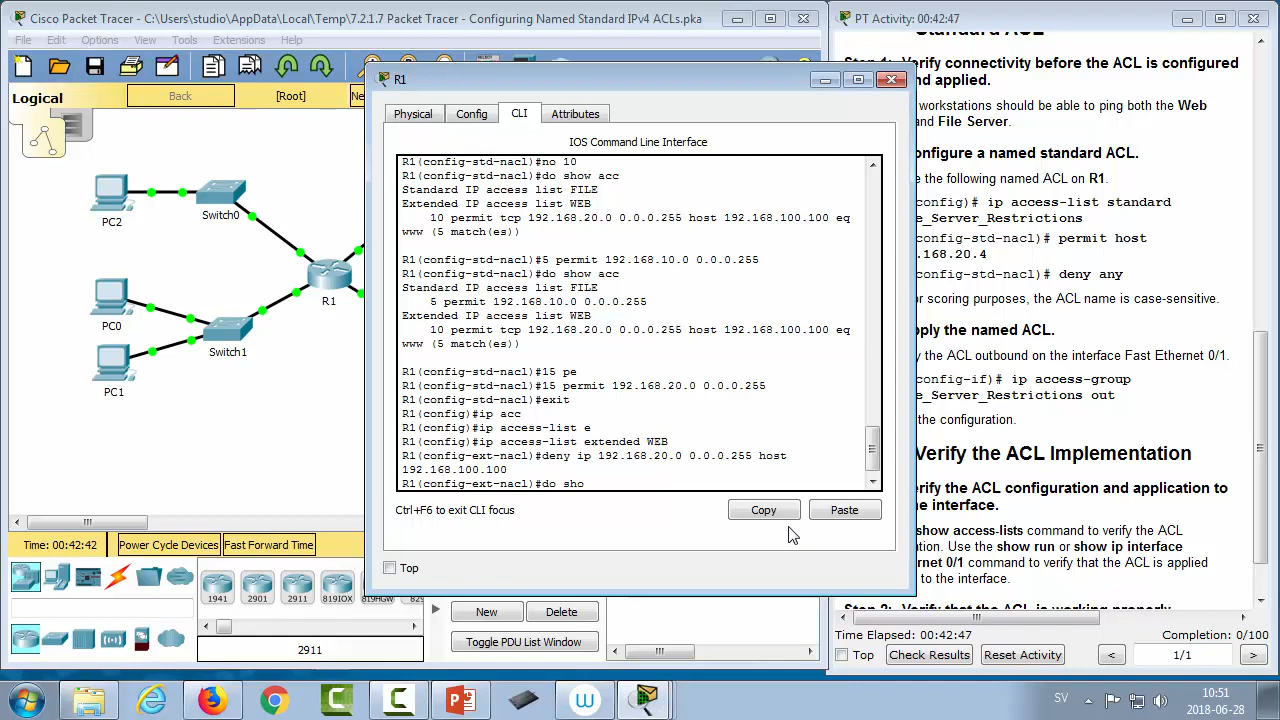 Cisco Packet Tracer - C:\Users\studio\AppData\Local\Temp\7.2.1.7 Packet Tracer - Configuring Named Standard IPv4 ACLs.pka
File Edit Options View Tools Extensions Help
Logical
Back
[Root]
PC2
Switch0
R1
PC0
Switch1
PC1
Time: 00:42:42
Power Cycle Devices
Fast Forward Time
1941 2901 2911 819IOX 819HGW
2911
New
Delete
Toggle PDU List Window
R1
Physical
Config
CLI
Attributes
IOS Command Line Interface
R1(config-std-nacl)#no 10
R1(config-std-nacl)#do show acc
Standard IP access list FILE
Extended IP access list WEB
10 permit tcp 192.168.20.0 0.0.0.255 host 192.168.100.100 eq
www (5 match(es))
R1(config-std-nacl)#5 permit 192.168.10.0 0.0.0.255
R1(config-std-nacl)#do show acc
Standard IP access list FILE
5 permit 192.168.10.0 0.0.0.255
Extended IP access list WEB
10 permit tcp 192.168.20.0 0.0.0.255 host 192.168.100.100 eq
www (5 match(es))
R1(config-std-nacl)#15 pe
R1(config-std-nacl)#15 permit 192.168.20.0 0.0.0.255
R1(config-std-nacl)#exit
R1(config)#ip acc
R1(config)#ip access-list e
R1(config)#ip access-list extended WEB
R1(config-ext-nacl)#deny ip 192.168.20.0 0.0.0.255 host
192.168.100.100
R1(config-ext-nacl)#do sho
Ctrl+F6 to exit CLI focus
Copy
Paste
Top
PT Activity: 00:42:47
Standard ACL
Step 1: Verify connectivity before the ACL is configured
nd applied.
workstations should be able to ping both the Web
and File Server.
onfigure a named standard ACL.
e the following named ACL on R1.
config)# ip access-list standard
e_Server_Restrictions
config-std-nacl)# permit host
.168.20.4
config-std-nacl)# deny any
or scoring purposes, the ACL name is case-sensitive.
pply the named ACL.
y the ACL outbound on the interface Fast Ethernet 0/1.
config-if)# ip access-group
e_Server_Restrictions out
the configuration.
Verify the ACL Implementation
erify the ACL configuration and application to
he interface.
show access-lists command to verify the ACL
tion. Use the show run or show ip interface
ernet 0/1 command to verify that the ACL is applied
to the interface.
Step 2: Verify that the ACL is working properly
Time Elapsed: 00:42:47
Completion: 0/100
Top
Check Results
Reset Activity
<
1/1
>
SV
10:51
2018-06-28